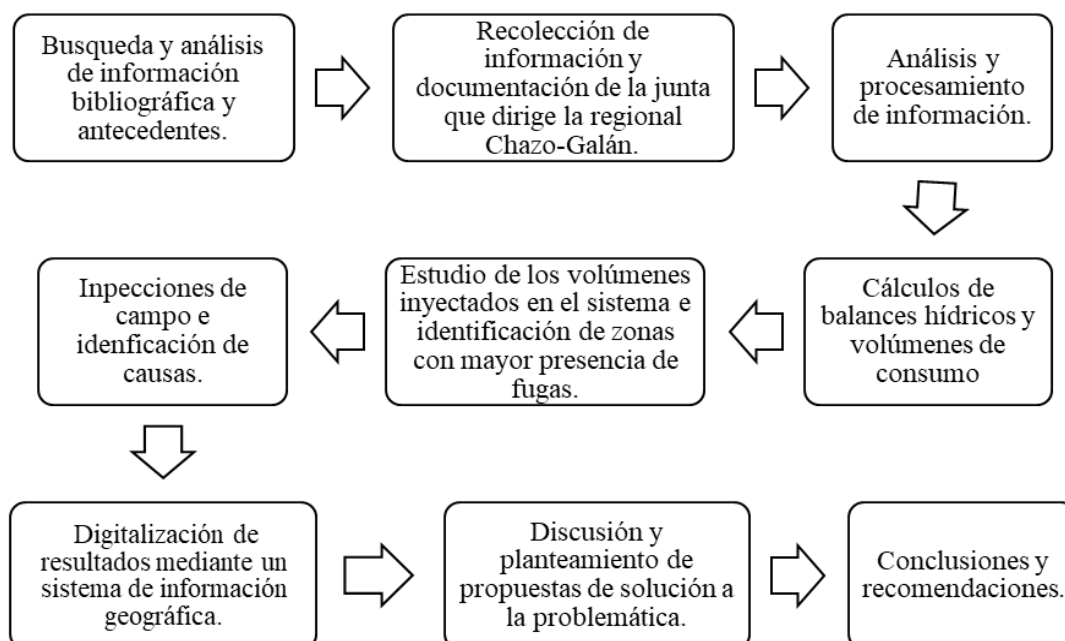 Busqueda y análisis
de información
bibliográfica y
antecedentes.
Recolección de
información y
documentación de la junta
que dirige la regional
Chazo-Galán.
Análisis y
procesamiento
de información.
Cálculos de
balances hídricos y
volúmenes de
consumo
Estudio de los volúmenes
inyectados en el sistema e
identificación de zonas
con mayor presencia de
fugas.
Inpecciones de
campo e
idenficación de
causas.
Digitalización de
resultados mediante un
sistema de información
geográfica.
Discusión y
planteamiento de
propuestas de solución a
la problemática.
Conclusiones y
recomendaciones.